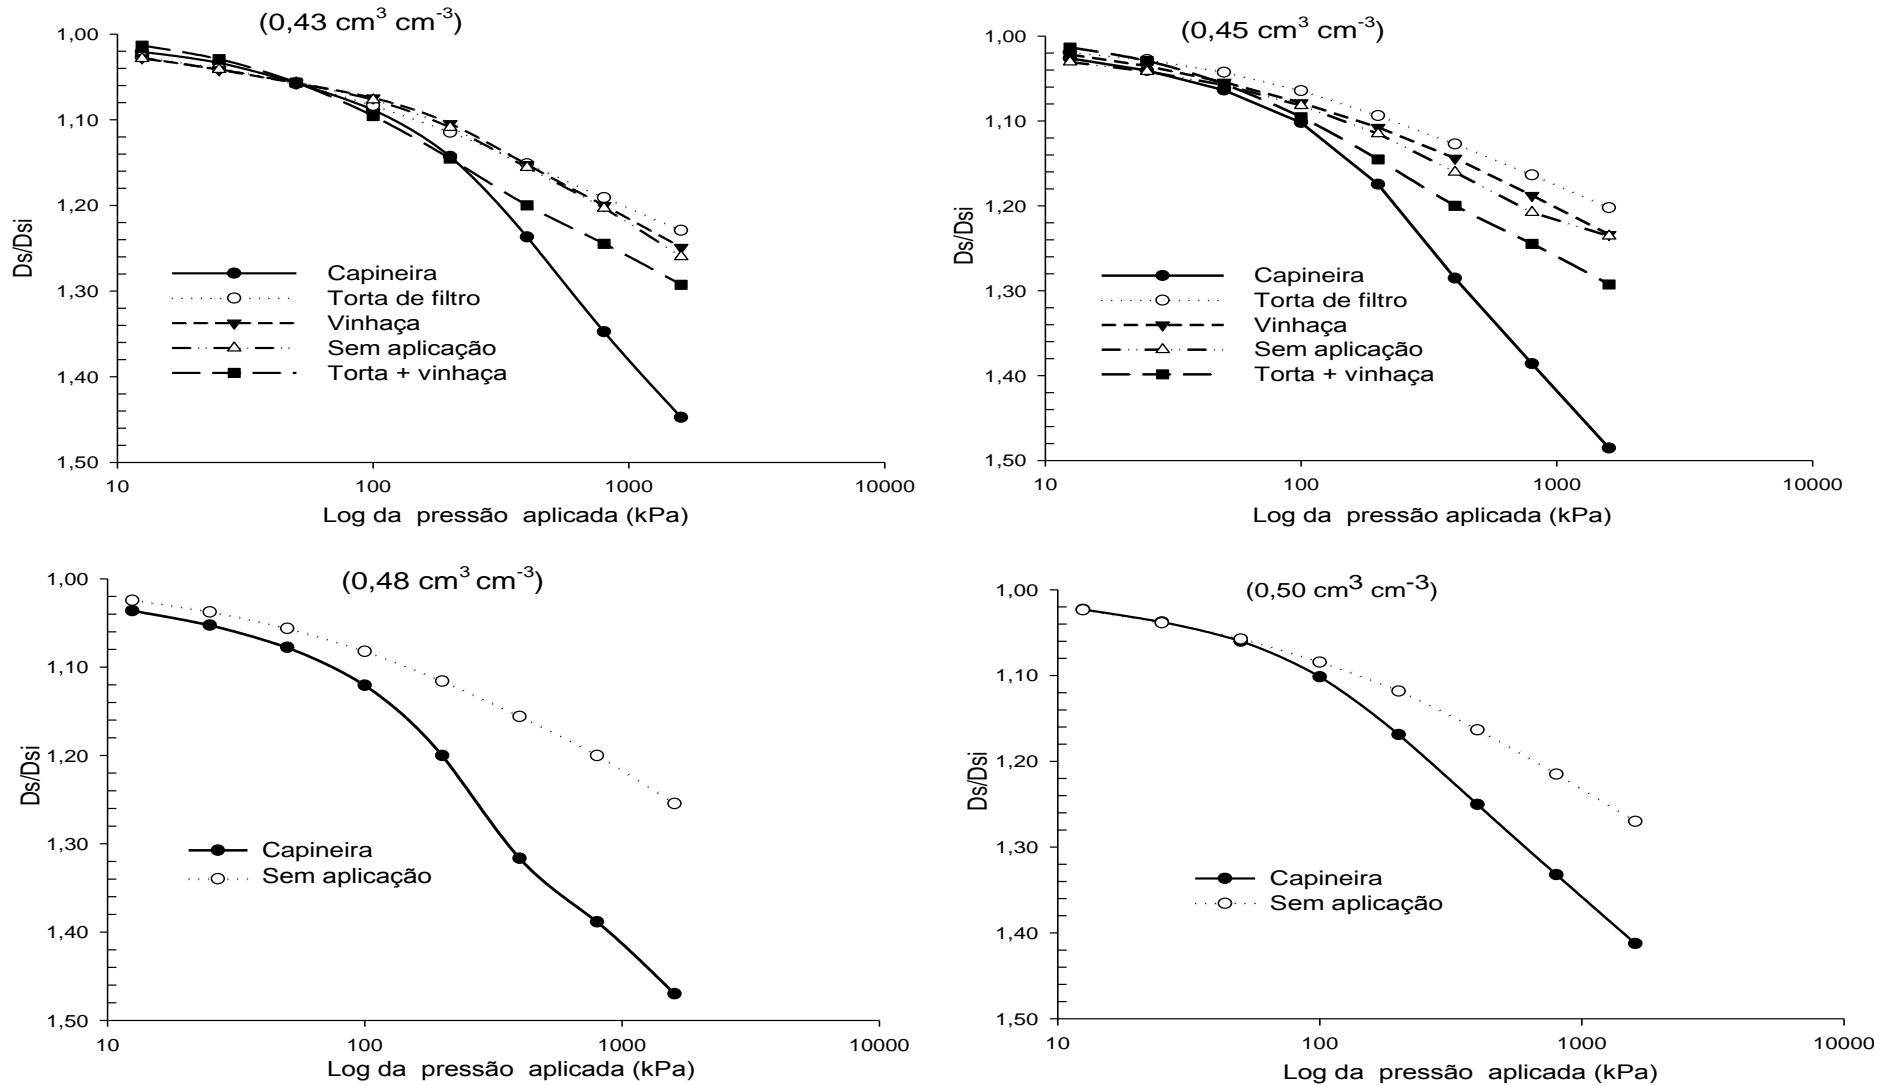 (0,43 cm³ cm⁻³)
1,00
1,10
1,20
1,30
1,40
1,50
Ds/Dsi
Capineira
Torta de filtro
Vinhaça
Sem aplicação
Torta + vinhaça
10 100 1000 10000
Log da pressão aplicada (kPa)
(0,45 cm³ cm⁻³)
1,00
1,10
1,20
1,30
1,40
1,50
Ds/Dsi
Capineira
Torta de filtro
Vinhaça
Sem aplicação
Torta + vinhaça
10 100 1000 10000
Log da pressão aplicada (kPa)
(0,48 cm³ cm⁻³)
1,00
1,10
1,20
1,30
1,40
1,50
Ds/Dsi
Capineira
Sem aplicação
10 100 1000 10000
Log da pressão aplicada (kPa)
(0,50 cm³ cm⁻³)
1,00
1,10
1,20
1,30
1,40
1,50
Ds/Dsi
Capineira
Sem aplicação
10 100 1000 10000
Log da pressão aplicada (kPa)